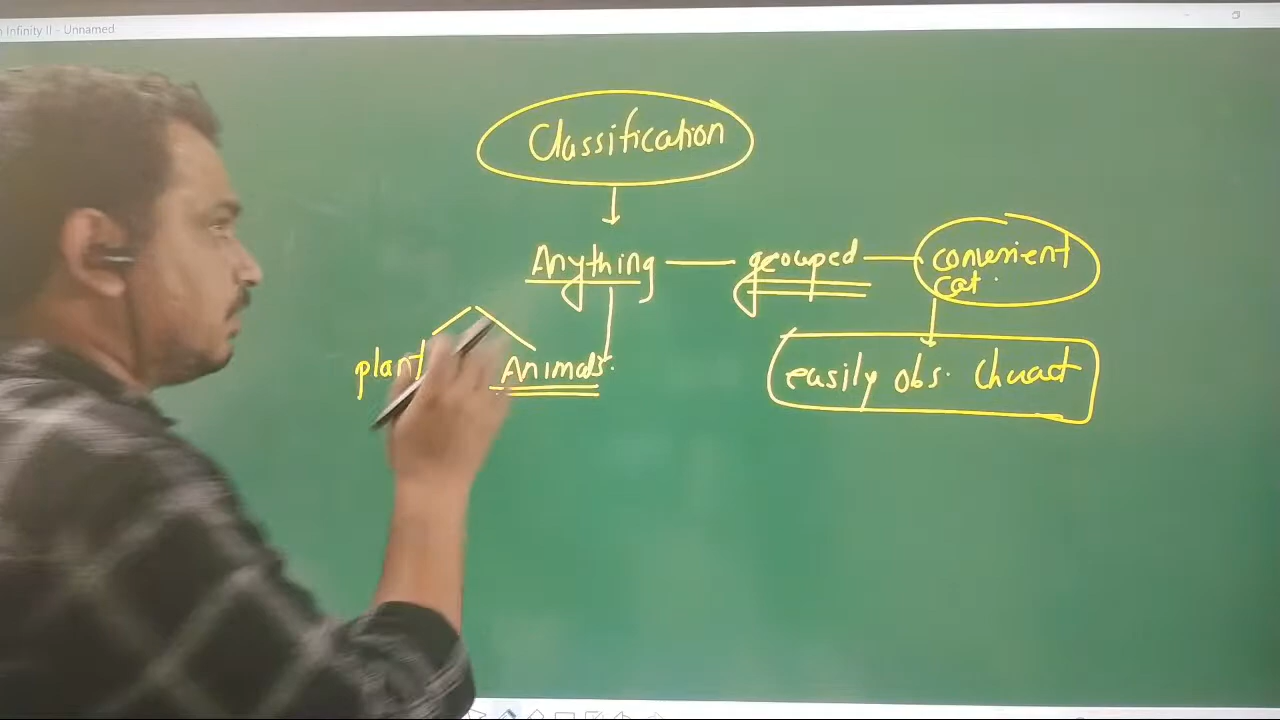 Infinity II - Unnamed
Classification
Anything — grouped — convenient
cat.
plant Animals.
easily obs. Charact